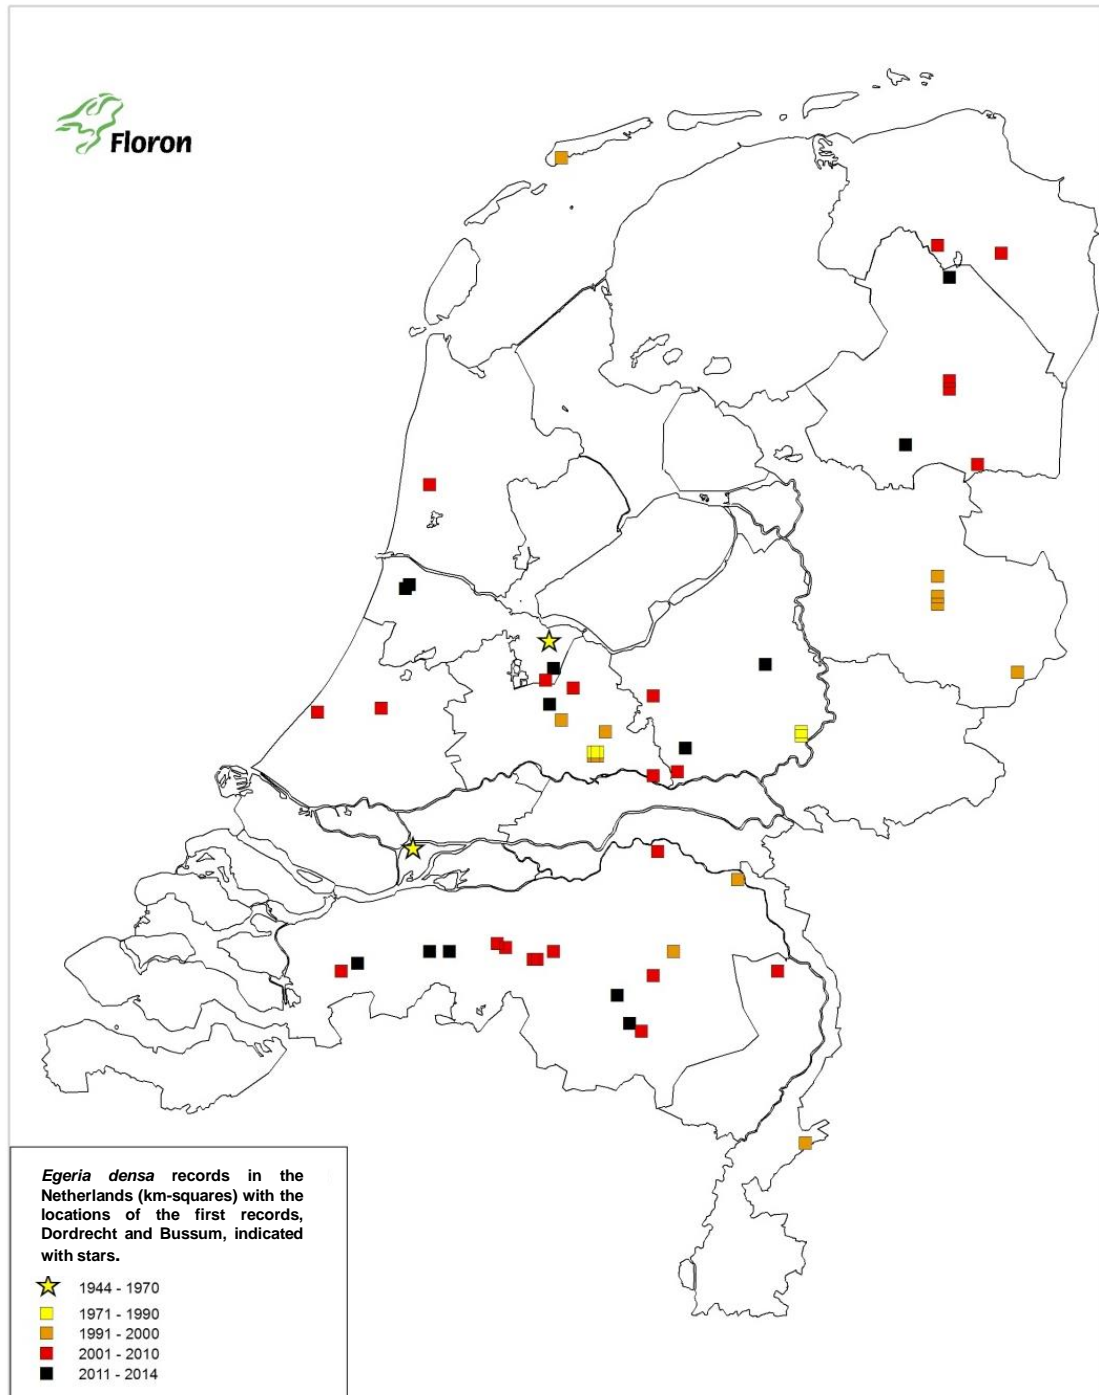 Floron
Egeria densa records in the
Netherlands (km-squares) with the
locations of the first records,
Dordrecht and Bussum, indicated
with stars.
1944 - 1970
1971 - 1990
1991 - 2000
2001 - 2010
2011 - 2014